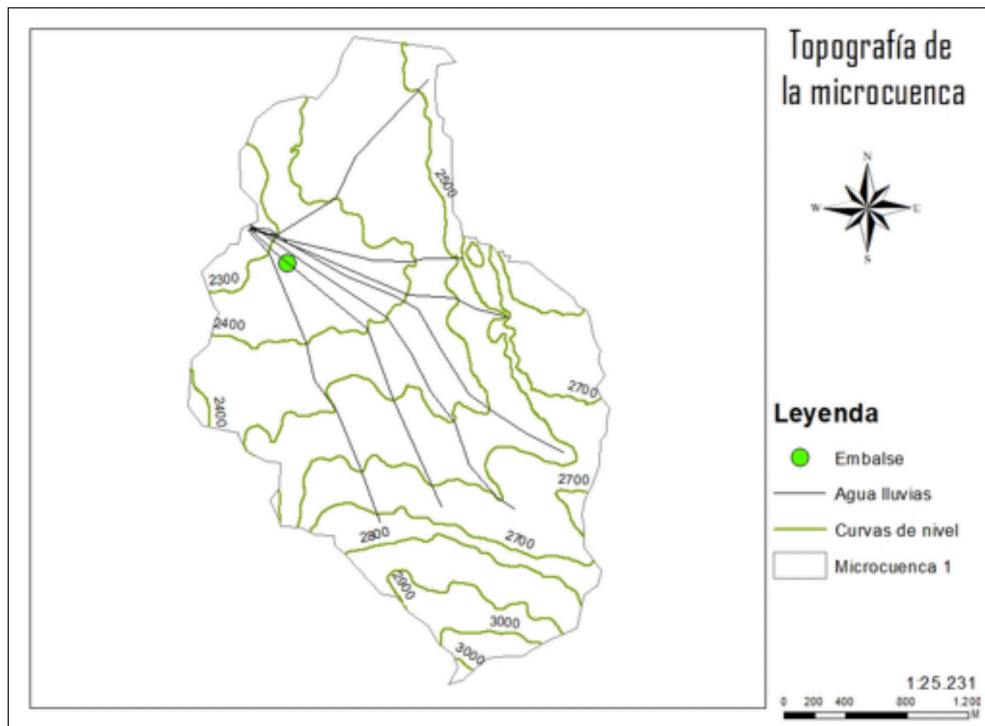 Topografía de
la microcuenca
N
W E
S
2500
2300
2400
2400
2700
2700
2700
2800
2900
3000
3000
Leyenda
Embalse
Agua lluvias
Curvas de nivel
Microcuenca 1
1:25.231
0 200 400 800 1.200
M